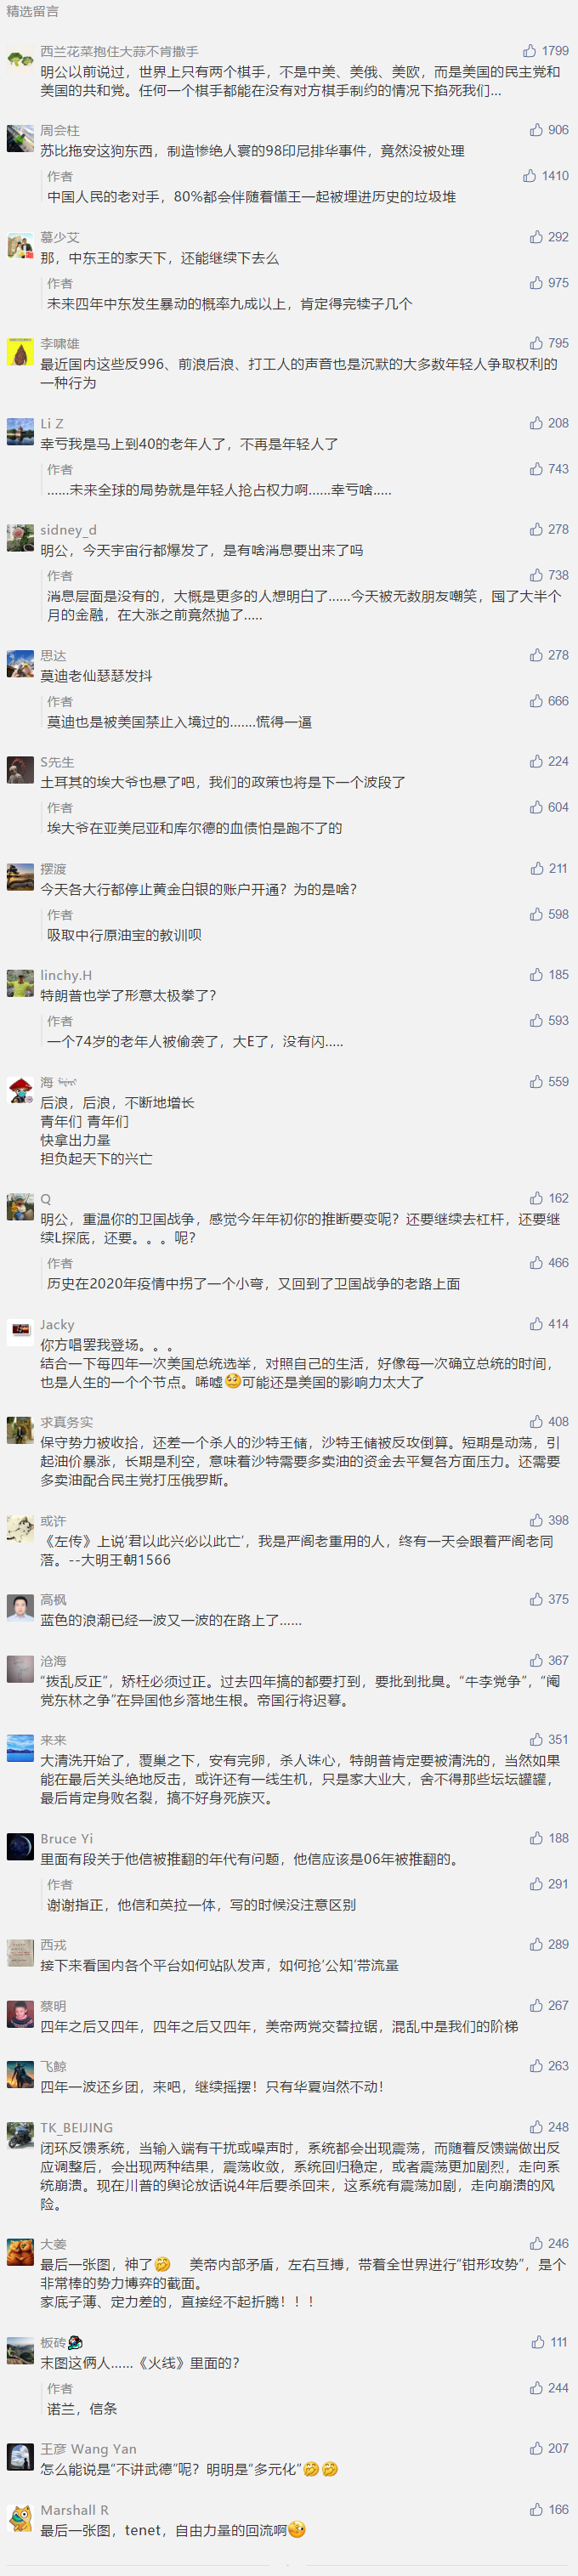 精选留言
西兰花菜抱住大蒜不肯撒手 1799
明公以前说过，世界上只有两个棋手，不是中美、美俄、美欧，而是美国的民主党和
美国的共和党。任何一个棋手都能在没有对方棋手制约的情况下掐死我们...
周会柱 906
苏比拖安这狗东西，制造惨绝人寰的98印尼排华事件，竟然没被处理
作者 1410
中国人民的老对手，80%都会伴随着懂王一起被埋进历史的垃圾堆
慕少艾 292
那，中东王的家天下，还能继续下去么
作者 975
未来四年中东发生暴动的概率九成以上，肯定得完犊子几个
李啸雄 795
最近国内这些反996、前浪后浪、打工人的声音也是沉默的大多数年轻人争取权利的
一种行为
Li Z 208
幸亏我是马上到40的老年人了，不再是年轻人了
作者 743
......未来全球的局势就是年轻人抢占权力啊......幸亏啥.....
sidney_d 278
明公，今天宇宙行都爆发了，是有啥消息要出来了吗
作者 738
消息层面是没有的，大概是更多的人想明白了......今天被无数朋友嘲笑，囤了大半个
月的金融，在大涨之前竟然抛了.....
思达 278
莫迪老仙瑟瑟发抖
作者 666
莫迪也是被美国禁止入境过的.......慌得一逼
S先生 224
土耳其的埃大爷也悬了吧，我们的政策也将是下一个波段了
作者 604
埃大爷在亚美尼亚和库尔德的血债怕是跑不了的
摆渡 211
今天各大行都停止黄金白银的账户开通？为的是啥？
作者 598
吸取中行原油宝的教训呗
linchy.H 185
特朗普也学了形意太极拳了？
作者 593
一个74岁的老年人被偷袭了，大E了，没有闪.....
海 559
后浪，后浪，不断地增长
青年们 青年们
快拿出力量
担负起天下的兴亡
Q 162
明公，重温你的卫国战争，感觉今年年初你的推断要变呢？还要继续去杠杆，还要继
续L探底，还要。。。呢？
作者 466
历史在2020年疫情中拐了一个小弯，又回到了卫国战争的老路上面
Jacky 414
你方唱罢我登场。。。
结合一下每四年一次美国总统选举，对照自己的生活，好像每一次确立总统的时间，
也是人生的一个个节点。唏嘘🧐可能还是美国的影响力太大了
求真务实 408
保守势力被收拾，还差一个杀人的沙特王储，沙特王储被反攻倒算。短期是动荡，引
起油价暴涨，长期是利空，意味着沙特需要多卖油的资金去平复各方面压力。还需要
多卖油配合民主党打压俄罗斯。
或许 398
《左传》上说‘君以此兴必以此亡’，我是严阁老重用的人，终有一天会跟着严阁老同
落。--大明王朝1566
高枫 375
蓝色的浪潮已经一波又一波的在路上了……
沧海 367
“拨乱反正”，矫枉必须过正。过去四年搞的都要打到，要批到批臭。“牛李党争”，“阉
党东林之争”在异国他乡落地生根。帝国行将迟暮。
来来 351
大清洗开始了，覆巢之下，安有完卵，杀人诛心，特朗普肯定要被清洗的，当然如果
能在最后关头绝地反击，或许还有一线生机，只是家大业大，舍不得那些坛坛罐罐，
最后肯定身败名裂，搞不好身死族灭。
Bruce Yi 188
里面有段关于他信被推翻的年代有问题，他信应该是06年被推翻的。
作者 291
谢谢指正，他信和英拉一体，写的时候没注意区别
西戎 289
接下来看国内各个平台如何站队发声，如何抢‘公知’带流量
蔡明 267
四年之后又四年，四年之后又四年，美帝两党交替拉锯，混乱中是我们的阶梯
飞鲸 263
四年一波还乡团，来吧，继续摇摆！只有华夏岿然不动！
TK_BEIJING 248
闭环反馈系统，当输入端有干扰或噪声时，系统都会出现震荡，而随着反馈端做出反
应调整后，会出现两种结果，震荡收敛，系统回归稳定，或者震荡更加剧烈，走向系
统崩溃。现在川普的舆论放话说4年后要杀回来，这系统有震荡加剧，走向崩溃的风
险。
大姜 246
最后一张图，神了🤣 美帝内部矛盾，左右互搏，带着全世界进行“钳形攻势”，是个
非常棒的势力博弈的截面。
家底子薄、定力差的，直接经不起折腾！！！
板砖 111
末图这俩人……《火线》里面的？
作者 244
诺兰，信条
王彦 Wang Yan 207
怎么能说是“不讲武德”呢？明明是“多元化”🤣🤣
Marshall R 166
最后一张图，tenet，自由力量的回流啊🧐